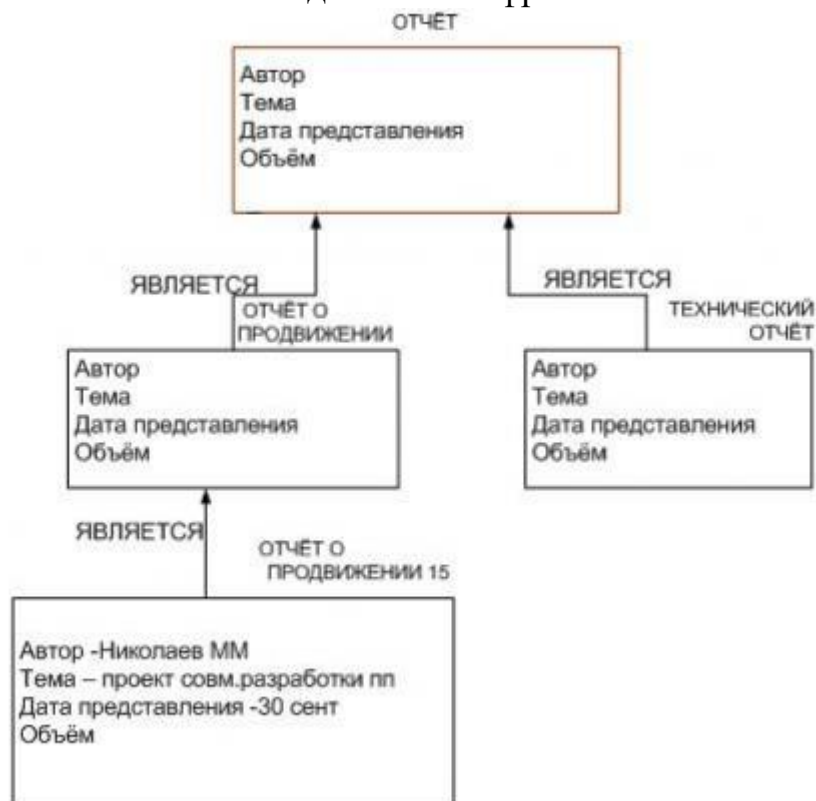 ОТЧЁТ
Автор
Тема
Дата представления
Объём
ЯВЛЯЕТСЯ
ЯВЛЯЕТСЯ
ОТЧЁТ О
ПРОДВИЖЕНИИ
ТЕХНИЧЕСКИЙ
ОТЧЁТ
Автор
Тема
Дата представления
Объём
Автор
Тема
Дата представления
Объём
ЯВЛЯЕТСЯ
ОТЧЁТ О
ПРОДВИЖЕНИИ 15
Автор -Николаев ММ
Тема – проект совм.разработки пп
Дата представления -30 сент
Объём